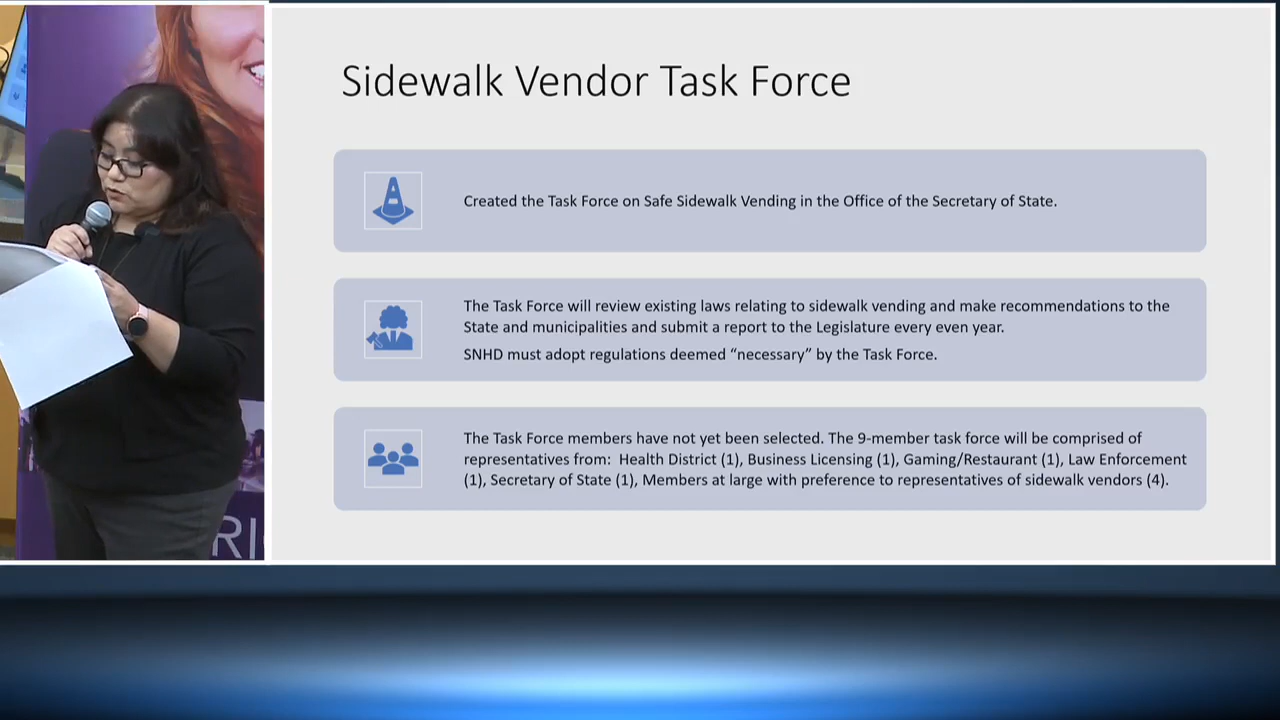 Sidewalk Vendor Task Force
Created the Task Force on Safe Sidewalk Vending in the Office of the Secretary of State.
The Task Force will review existing laws relating to sidewalk vending and make recommendations to the
State and municipalities and submit a report to the Legislature every even year.
SNHD must adopt regulations deemed “necessary” by the Task Force.
The Task Force members have not yet been selected. The 9-member task force will be comprised of
representatives from:  Health District (1), Business Licensing (1), Gaming/Restaurant (1), Law Enforcement
(1), Secretary of State (1), Members at large with preference to representatives of sidewalk vendors (4).
RI